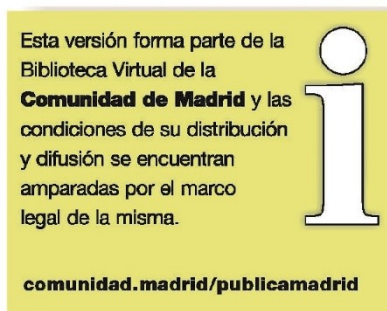 Esta versión forma parte de la
Biblioteca Virtual de la
Comunidad de Madrid y las
condiciones de su distribución
y difusión se encuentran
amparadas por el marco
legal de la misma.
comunidad.madrid/publicamadrid